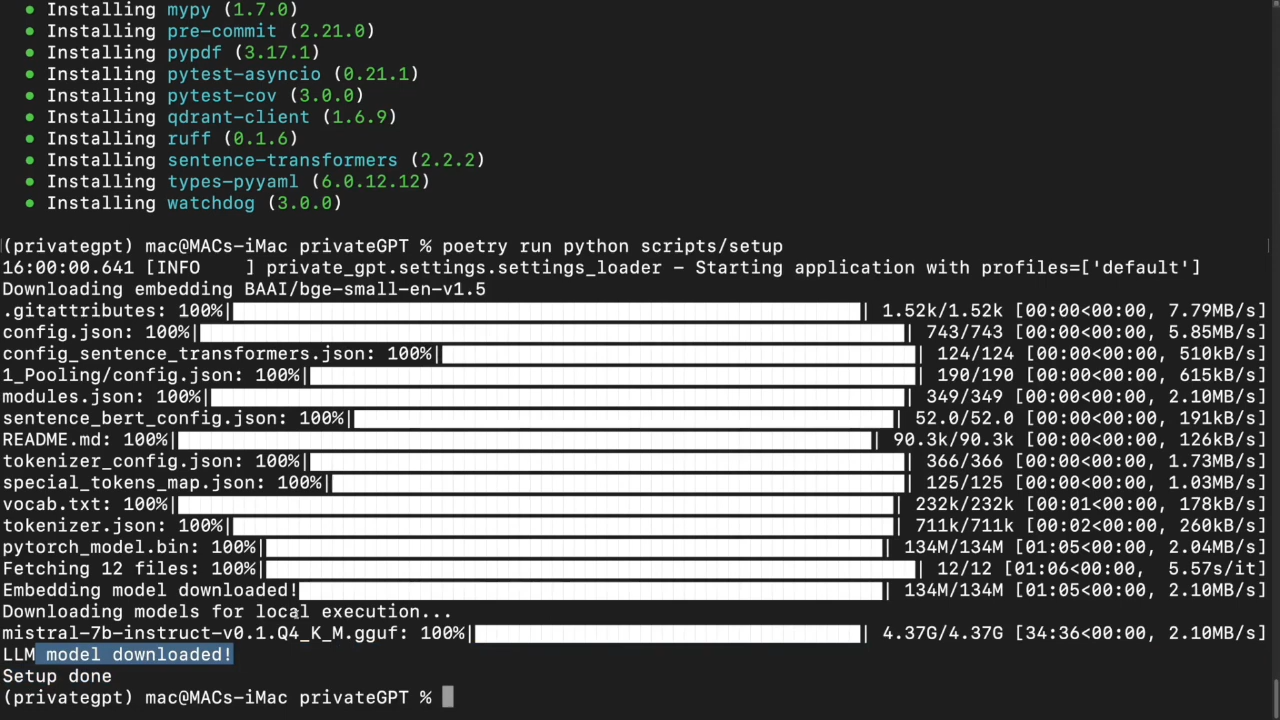 • Installing mypy (1.7.0)
• Installing pre-commit (2.21.0)
• Installing pypdf (3.17.1)
• Installing pytest-asyncio (0.21.1)
• Installing pytest-cov (3.0.0)
• Installing qdrant-client (1.6.9)
• Installing ruff (0.1.6)
• Installing sentence-transformers (2.2.2)
• Installing types-pyyaml (6.0.12.12)
• Installing watchdog (3.0.0)
(privategpt) mac@MACs-iMac privateGPT % poetry run python scripts/setup
16:00:00.641 [INFO    ] private_gpt.settings.settings_loader - Starting application with profiles=['default']
Downloading embedding BAAI/bge-small-en-v1.5
.gitattributes: 100%| | 1.52k/1.52k [00:00<00:00, 7.79MB/s]
config.json: 100%| | 743/743 [00:00<00:00, 5.85MB/s]
config_sentence_transformers.json: 100%| | 124/124 [00:00<00:00, 510kB/s]
1_Pooling/config.json: 100%| | 190/190 [00:00<00:00, 615kB/s]
modules.json: 100%| | 349/349 [00:00<00:00, 2.10MB/s]
sentence_bert_config.json: 100%| | 52.0/52.0 [00:00<00:00, 191kB/s]
README.md: 100%| | 90.3k/90.3k [00:00<00:00, 126kB/s]
tokenizer_config.json: 100%| | 366/366 [00:00<00:00, 1.73MB/s]
special_tokens_map.json: 100%| | 125/125 [00:00<00:00, 1.03MB/s]
vocab.txt: 100%| | 232k/232k [00:01<00:00, 178kB/s]
tokenizer.json: 100%| | 711k/711k [00:02<00:00, 260kB/s]
pytorch_model.bin: 100%| | 134M/134M [01:05<00:00, 2.04MB/s]
Fetching 12 files: 100%| | 12/12 [01:06<00:00,  5.57s/it]
Embedding model downloaded! | 134M/134M [01:05<00:00, 2.10MB/s]
Downloading models for local execution...
mistral-7b-instruct-v0.1.Q4_K_M.gguf: 100%| | 4.37G/4.37G [34:36<00:00, 2.10MB/s]
LLM model downloaded!
Setup done
(privategpt) mac@MACs-iMac privateGPT %